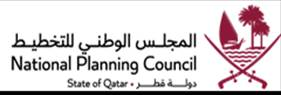 المجلس الوطني للتخطيط
National Planning Council
State of Qatar • دولة قطر